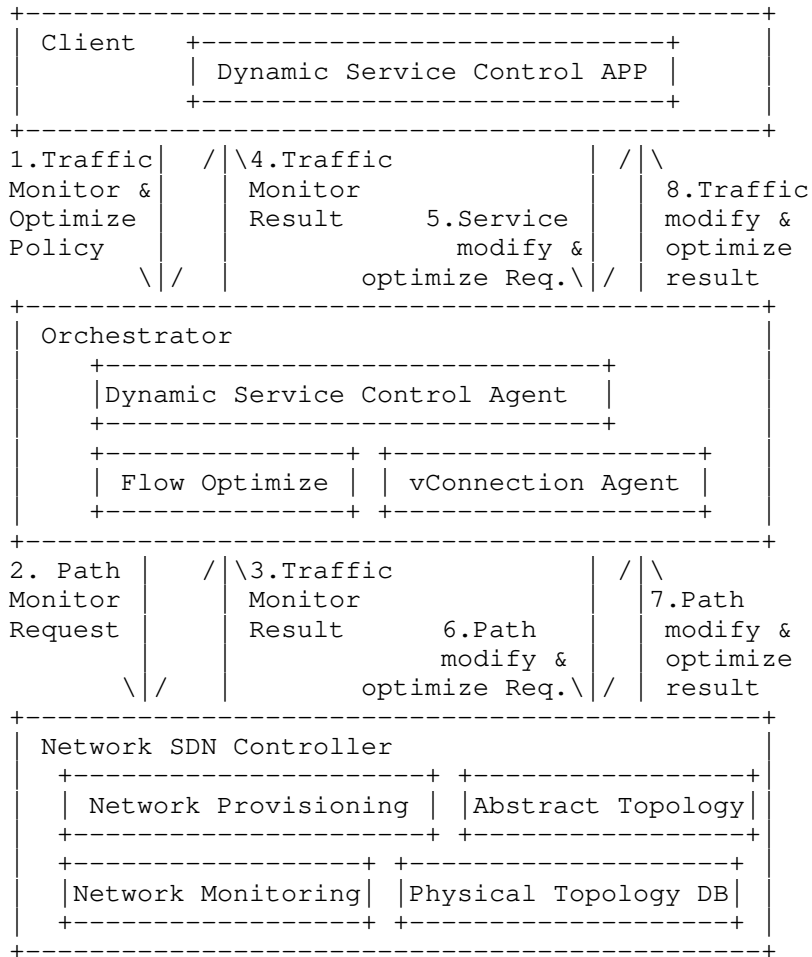 Client
Dynamic Service Control APP
1.Traffic 4.Traffic
Monitor & Monitor 8.Traffic
Optimize Result 5.Service modify &
Policy modify & optimize
optimize Req. result
Orchestrator
Dynamic Service Control Agent
Flow Optimize vConnection Agent
2. Path 3.Traffic
Monitor Monitor 7.Path
Request Result 6.Path modify &
modify & optimize
optimize Req. result
Network SDN Controller
Network Provisioning Abstract Topology
Network Monitoring Physical Topology DB